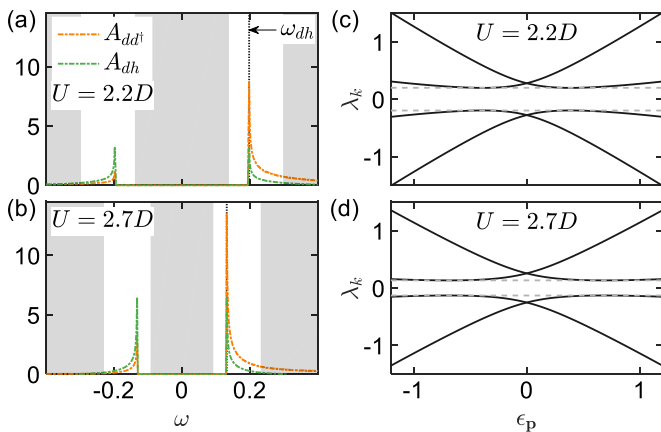 (a)
A_{dd†}
A_{dh}
ω_{dh}
U = 2.2D
10
5
0
(b)
U = 2.7D
10
5
0
-0.2
0
0.2
ω
(c)
U = 2.2D
1
0
-1
λ_k
(d)
U = 2.7D
1
0
-1
λ_k
-1
0
1
ϵ_p